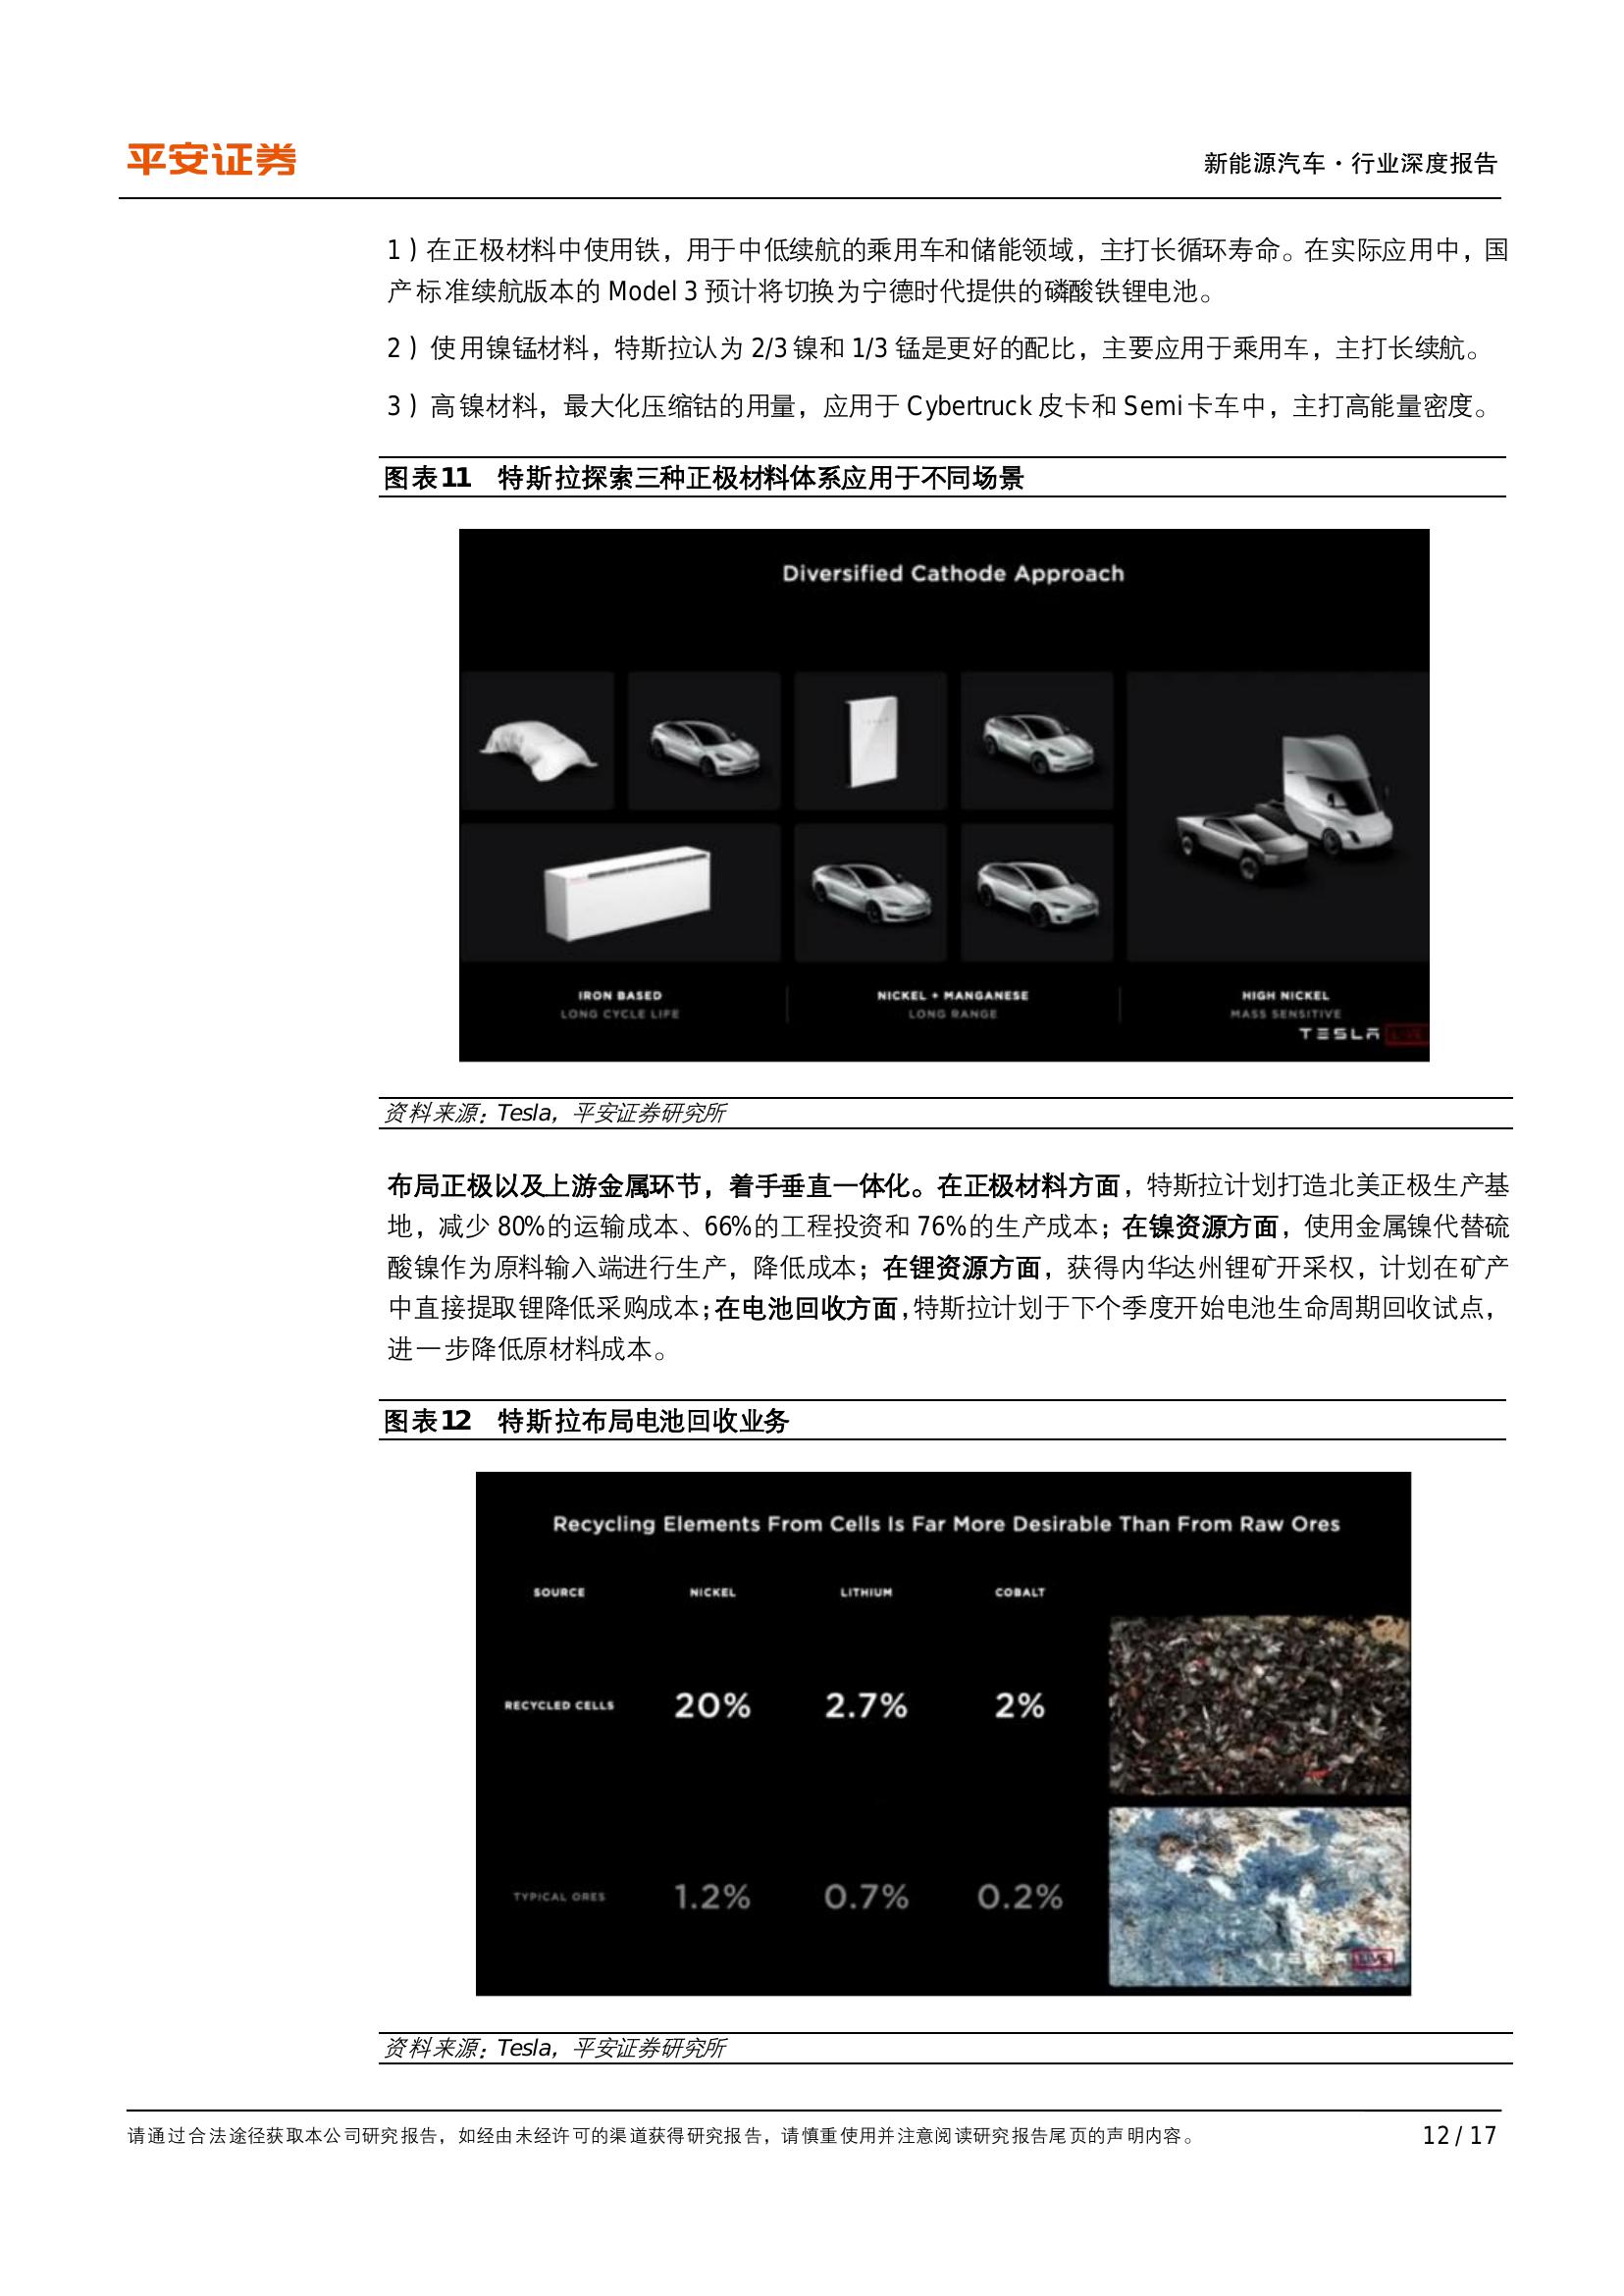 平安证券
新能源汽车·行业深度报告
1）在正极材料中使用铁，用于中低续航的乘用车和储能领域，主打长循环寿命。在实际应用中，国
产标准续航版本的 Model 3 预计将切换为宁德时代提供的磷酸铁锂电池。
2）使用镍锰材料，特斯拉认为 2/3 镍和 1/3 锰是更好的配比，主要应用于乘用车，主打长续航。
3）高镍材料，最大化压缩钴的用量，应用于 Cybertruck 皮卡和 Semi 卡车中，主打高能量密度。
图表11 特斯拉探索三种正极材料体系应用于不同场景
Diversified Cathode Approach
IRON BASED
LONG CYCLE LIFE
NICKEL + MANGANESE
LONG RANGE
HIGH NICKEL
MASS SENSITIVE
TESLA LIVE
资料来源：Tesla，平安证券研究所
布局正极以及上游金属环节，着手垂直一体化。在正极材料方面，特斯拉计划打造北美正极生产基
地，减少 80%的运输成本、66%的工程投资和 76%的生产成本；在镍资源方面，使用金属镍代替硫
酸镍作为原料输入端进行生产，降低成本；在锂资源方面，获得内华达州锂矿开采权，计划在矿产
中直接提取锂降低采购成本；在电池回收方面，特斯拉计划于下个季度开始电池生命周期回收试点，
进一步降低原材料成本。
图表12 特斯拉布局电池回收业务
Recycling Elements From Cells Is Far More Desirable Than From Raw Ores
SOURCE NICKEL LITHIUM COBALT
RECYCLED CELLS 20% 2.7% 2%
TYPICAL ORES 1.2% 0.7% 0.2%
TESLA LIVE
资料来源：Tesla，平安证券研究所
请通过合法途径获取本公司研究报告，如经由未经许可的渠道获得研究报告，请慎重使用并注意阅读研究报告尾页的声明内容。
12 / 17